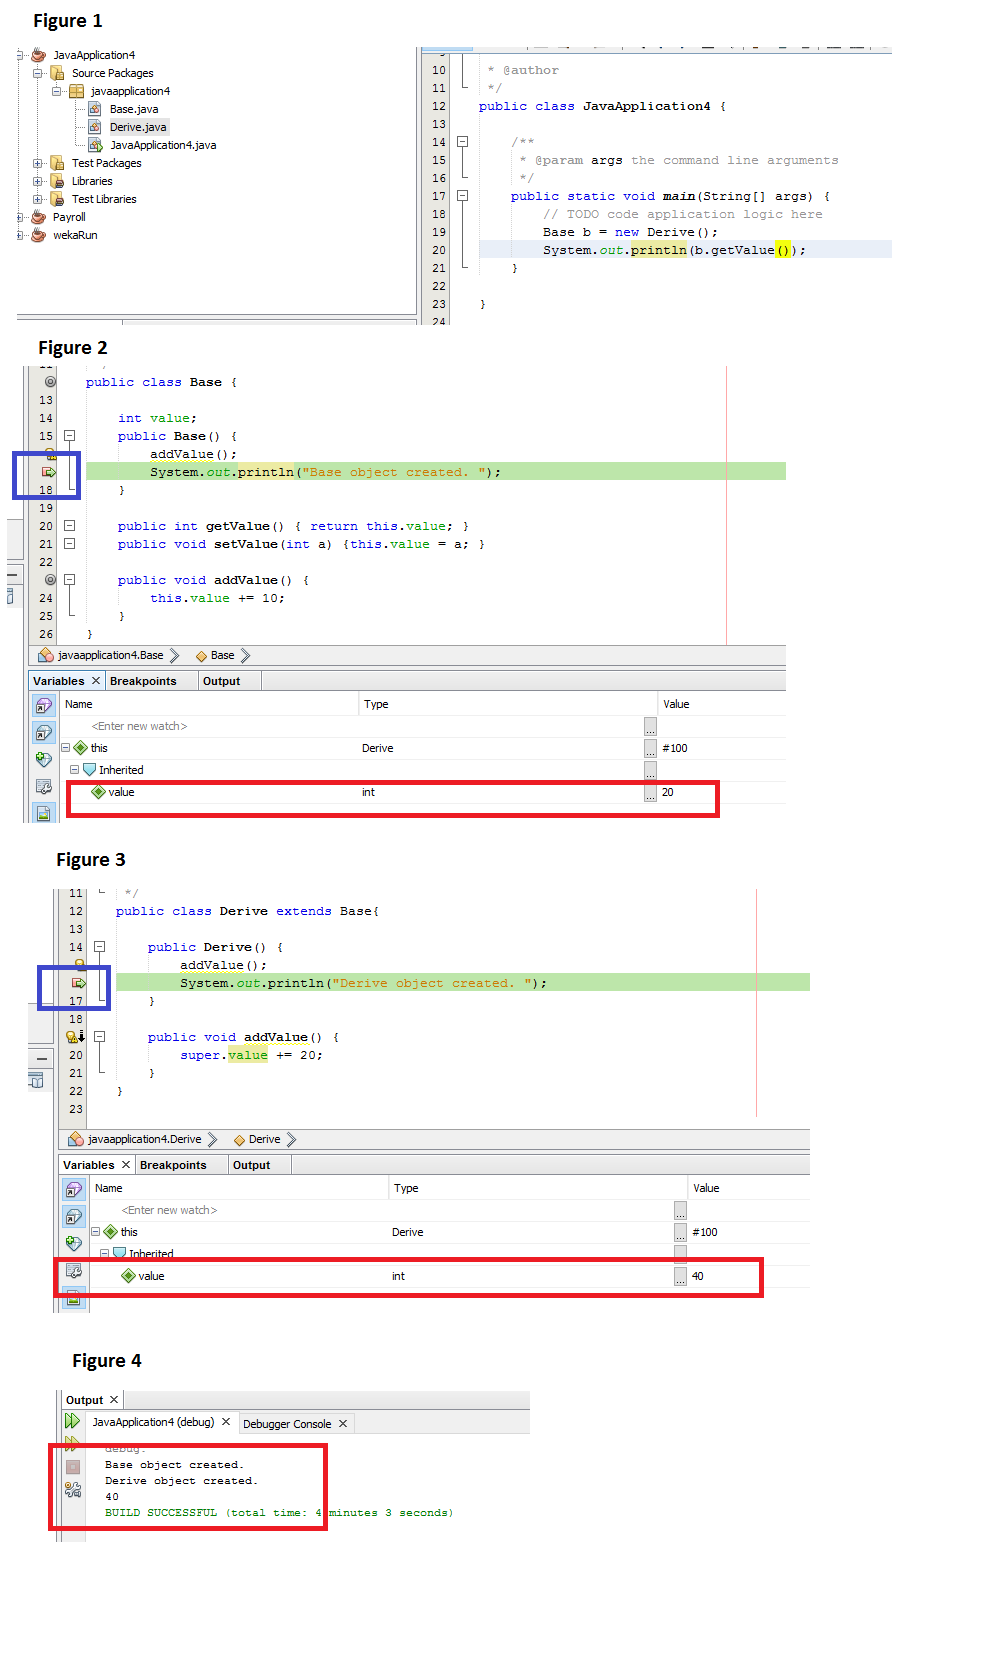 Figure 1
JavaApplication4
Source Packages
javaapplication4
Base.java
Derive.java
JavaApplication4.java
Test Packages
Libraries
Test Libraries
Payroll
wekaRun
10 * @author
11 */
12 public class JavaApplication4 {
13
14 /**
15 * @param args the command line arguments
16 */
17 public static void main(String[] args) {
18 // TODO code application logic here
19 Base b = new Derive();
20 System.out.println(b.getValue());
21 }
22
23 }
24
Figure 2
11
public class Base {
13
14 int value;
15 public Base() {
addValue();
System.out.println("Base object created. ");
18 }
19
20 public int getValue() { return this.value; }
21 public void setValue(int a) {this.value = a; }
22
public void addValue() {
24 this.value += 10;
25 }
26 }
javaapplication4.Base Base
Variables × Breakpoints Output
Name Type Value
<Enter new watch> ...
this Derive ... #100
Inherited ...
value int ... 20
Figure 3
11 */
12 public class Derive extends Base{
13
14 public Derive() {
addValue();
System.out.println("Derive object created. ");
17 }
18
public void addValue() {
20 super.value += 20;
21 }
22 }
23
javaapplication4.Derive Derive
Variables × Breakpoints Output
Name Type Value
<Enter new watch> ...
this Derive ... #100
Inherited
value int ... 40
Figure 4
Output ×
JavaApplication4 (debug) × Debugger Console ×
debug:
Base object created.
Derive object created.
40
BUILD SUCCESSFUL (total time: 4 minutes 3 seconds)